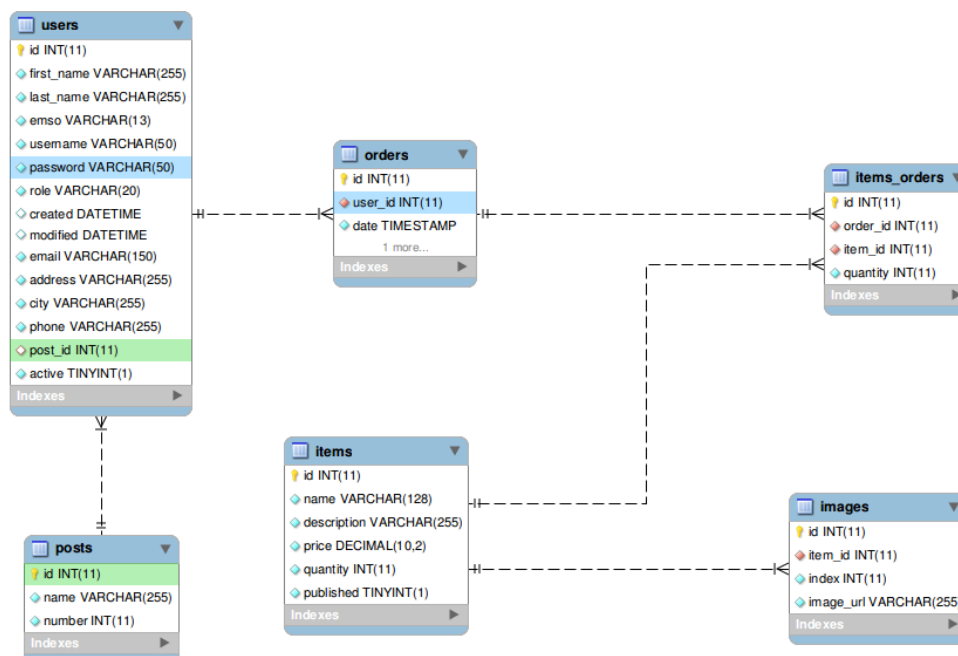 users
id INT(11)
first_name VARCHAR(255)
last_name VARCHAR(255)
emso VARCHAR(13)
username VARCHAR(50)
password VARCHAR(50)
role VARCHAR(20)
created DATETIME
modified DATETIME
email VARCHAR(150)
address VARCHAR(255)
city VARCHAR(255)
phone VARCHAR(255)
post_id INT(11)
active TINYINT(1)
Indexes
orders
id INT(11)
user_id INT(11)
date TIMESTAMP
1 more...
Indexes
items_orders
id INT(11)
order_id INT(11)
item_id INT(11)
quantity INT(11)
Indexes
items
id INT(11)
name VARCHAR(128)
description VARCHAR(255)
price DECIMAL(10,2)
quantity INT(11)
published TINYINT(1)
Indexes
images
id INT(11)
item_id INT(11)
index INT(11)
image_url VARCHAR(255)
Indexes
posts
id INT(11)
name VARCHAR(255)
number INT(11)
Indexes